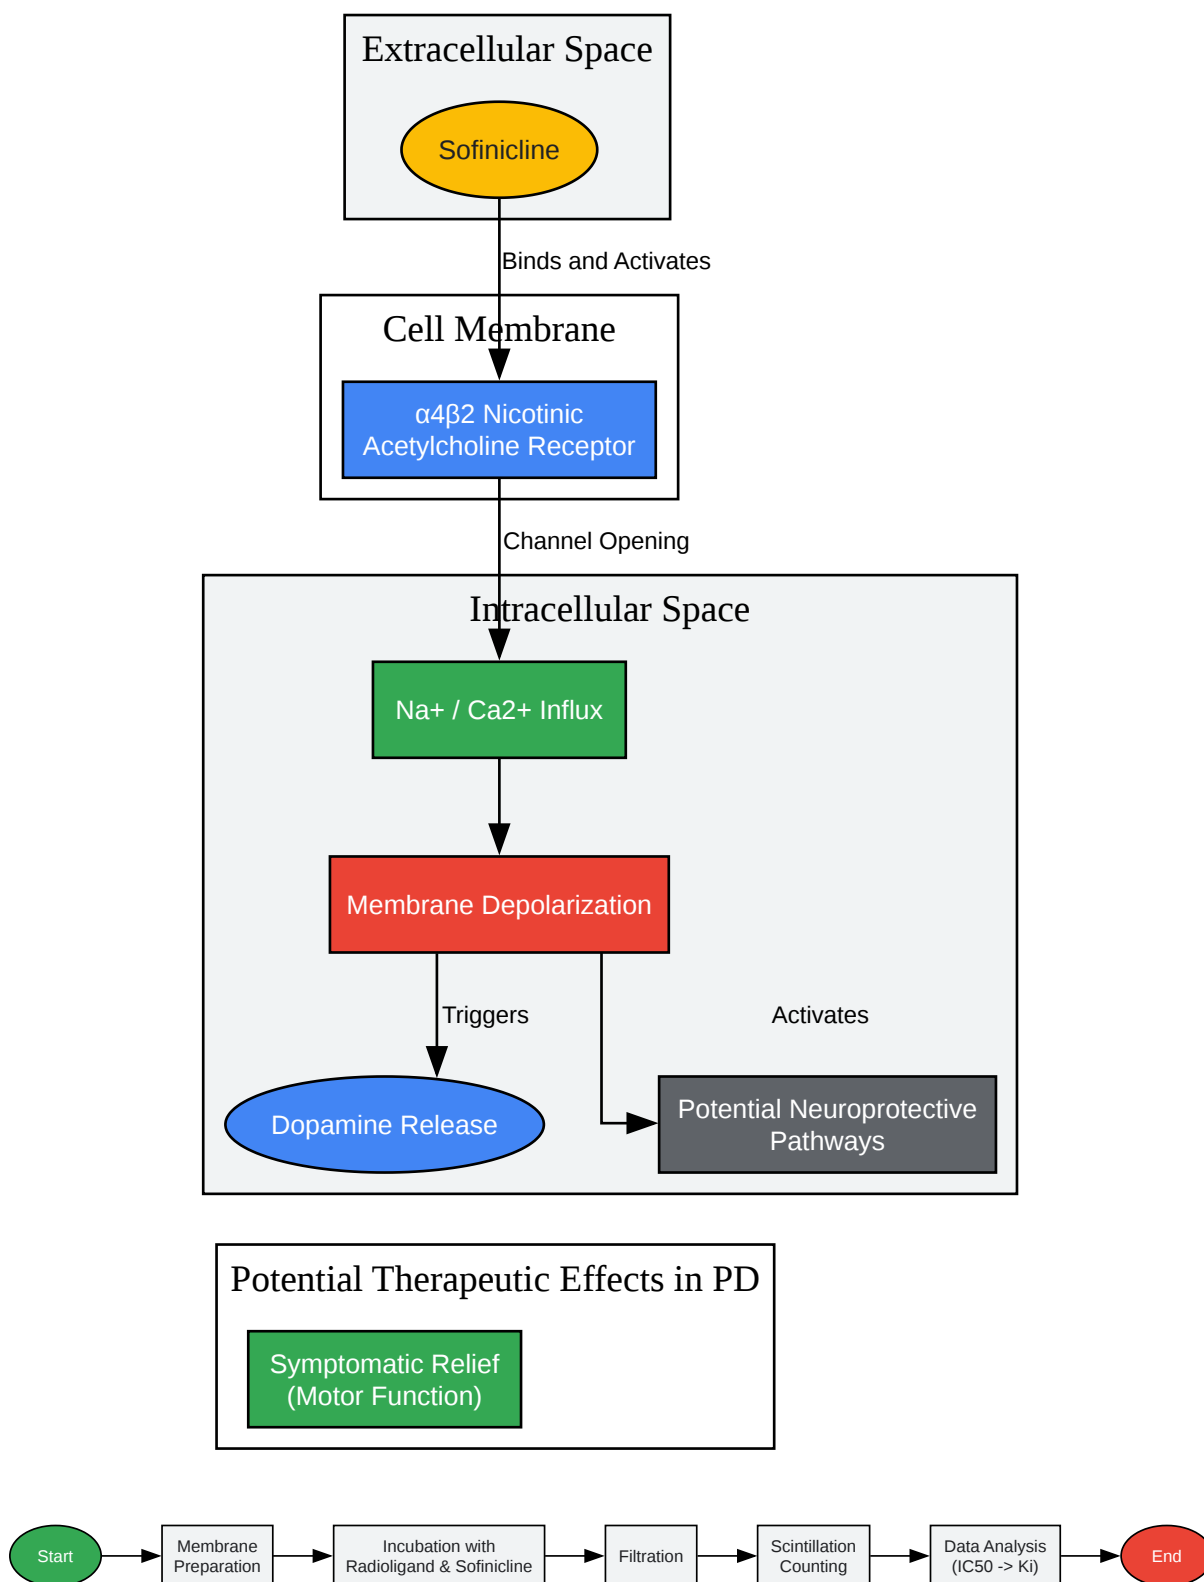 Extracellular Space
Sofinicline
Binds and Activates
Cell Membrane
α4β2 Nicotinic
Acetylcholine Receptor
Channel Opening
Intracellular Space
Na+ / Ca2+ Influx
Membrane Depolarization
Triggers
Activates
Dopamine Release
Potential Neuroprotective
Pathways
Potential Therapeutic Effects in PD
Symptomatic Relief
(Motor Function)
Start
Membrane
Preparation
Incubation with
Radioligand & Sofinicline
Filtration
Scintillation
Counting
Data Analysis
(IC50 -> Ki)
End